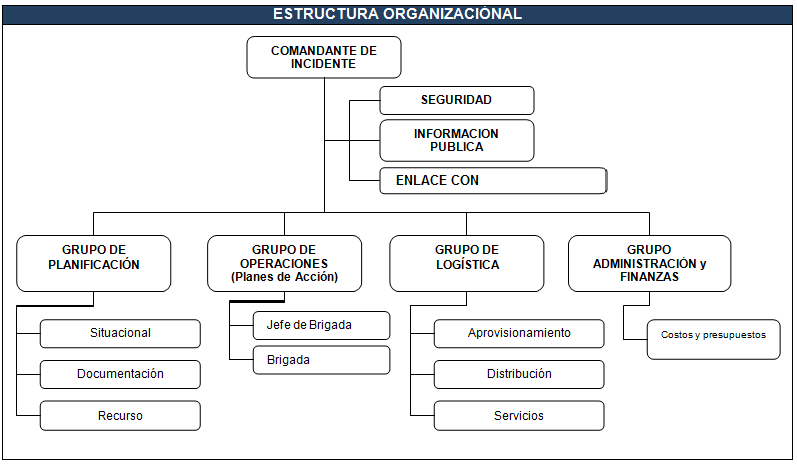 ESTRUCTURA ORGANIZACIÓNAL
COMANDANTE DE
INCIDENTE
SEGURIDAD
INFORMACION
PUBLICA
ENLACE CON
GRUPO DE
PLANIFICACIÓN
GRUPO DE
OPERACIONES
(Planes de Acción)
GRUPO DE
LOGÍSTICA
GRUPO
ADMINISTRACIÓN y
FINANZAS
Situacional
Documentación
Recurso
Jefe de Brigada
Brigada
Aprovisionamiento
Distribución
Servicios
Costos y presupuestos